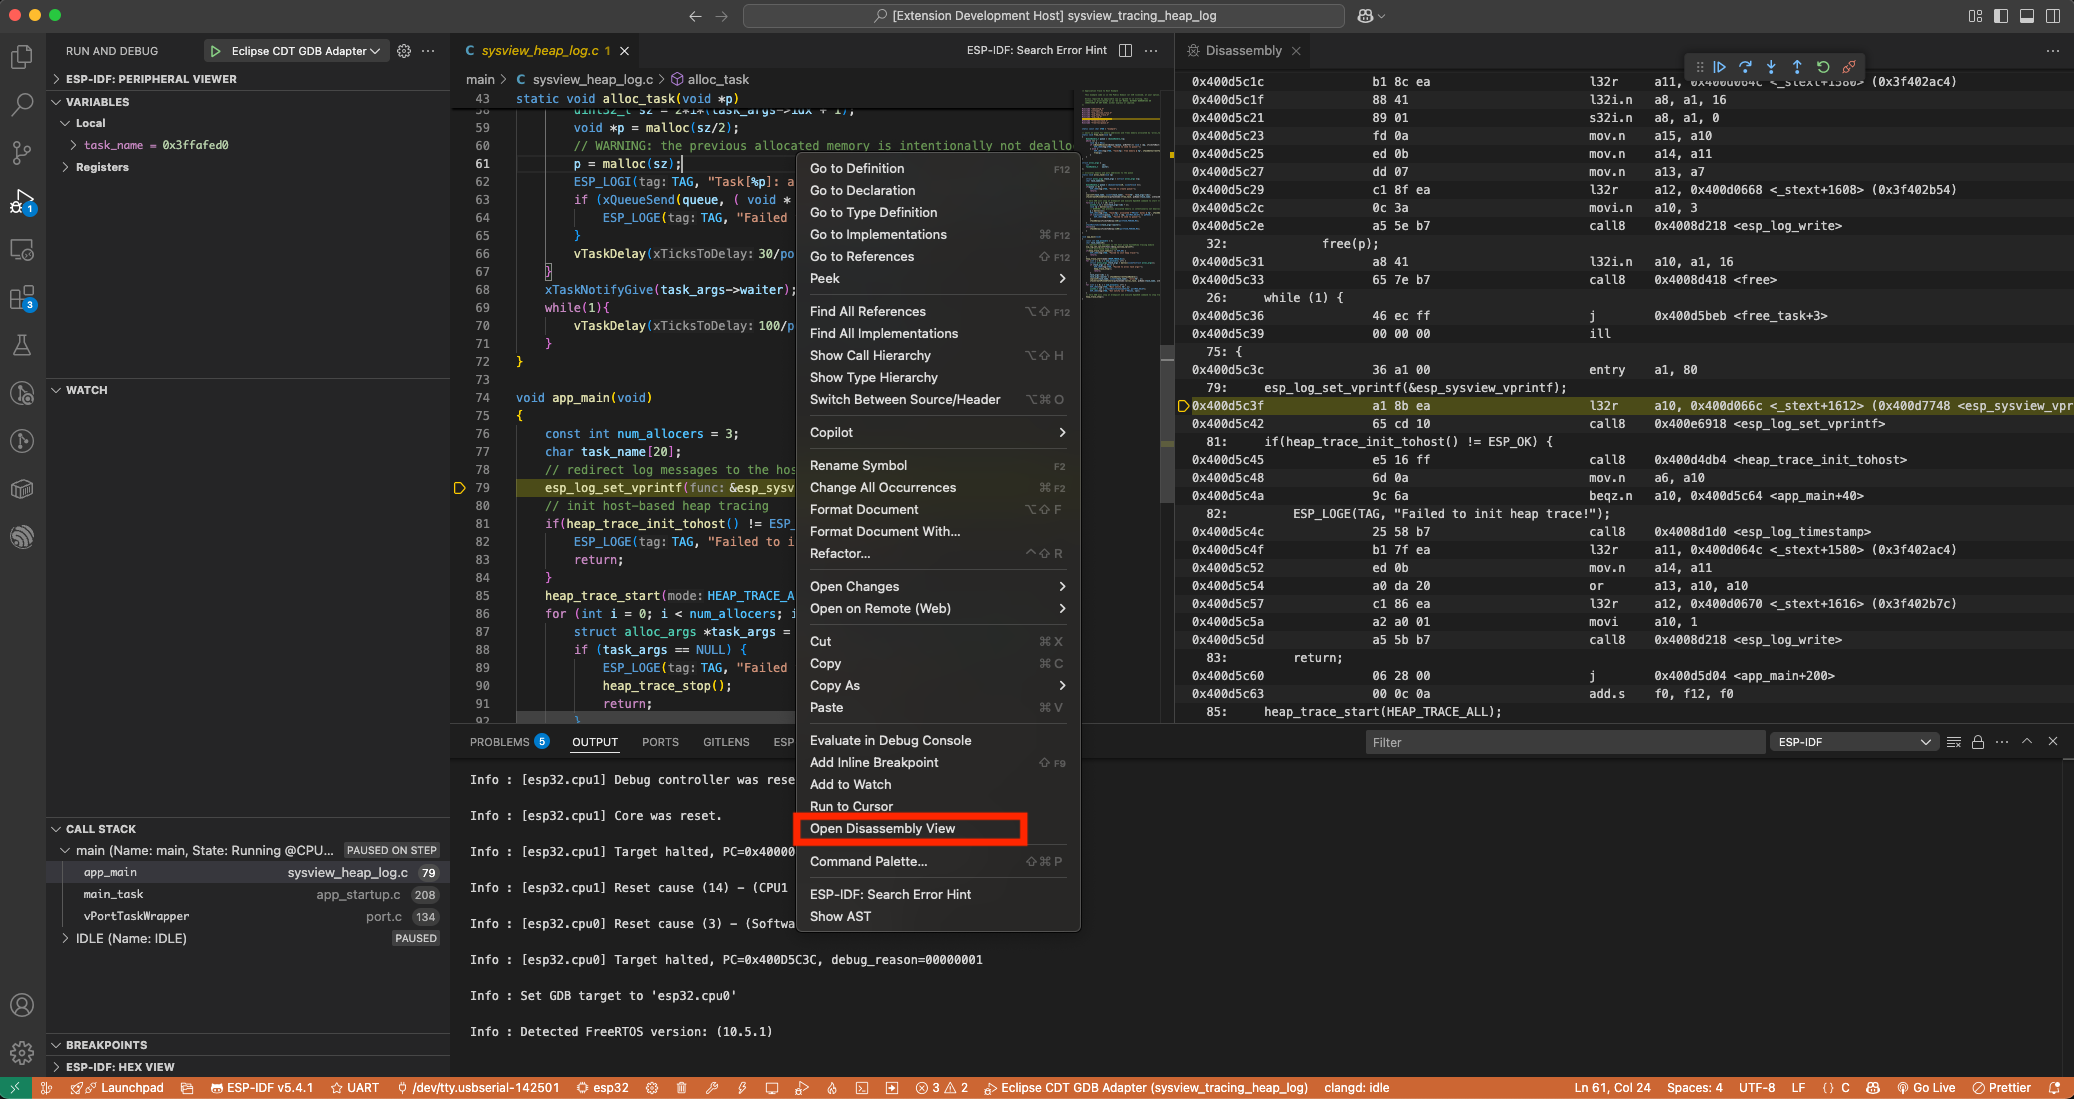 [Extension Development Host] sysview_tracing_heap_log
RUN AND DEBUG
Eclipse CDT GDB Adapter
ESP-IDF: PERIPHERAL VIEWER
VARIABLES
Local
task_name = 0x3ffafed0
Registers
WATCH
CALL STACK
main (Name: main, State: Running @CPU... PAUSED ON STEP
app_main sysview_heap_log.c 79
main_task app_startup.c 208
vPortTaskWrapper port.c 134
IDLE (Name: IDLE) PAUSED
BREAKPOINTS
ESP-IDF: HEX VIEW
1
3
C sysview_heap_log.c 1
ESP-IDF: Search Error Hint
main > C sysview_heap_log.c > alloc_task
43 static void alloc_task(void *p)
59 void *p = malloc(sz/2);
60 // WARNING: the previous allocated memory is intentionally not deallo
61 p = malloc(sz);
62 ESP_LOGI(tag: TAG, "Task[%p]: a
63 if (xQueueSend(queue, ( void *
64 ESP_LOGE(tag: TAG, "Failed
65 }
66 vTaskDelay(xTicksToDelay: 30/po
67 }
68 xTaskNotifyGive(task_args->waiter);
69 while(1){
70 vTaskDelay(xTicksToDelay: 100/p
71 }
72 }
73
74 void app_main(void)
75 {
76 const int num_allocers = 3;
77 char task_name[20];
78 // redirect log messages to the hos
79 esp_log_set_vprintf(func: &esp_sysv
80 // init host-based heap tracing
81 if(heap_trace_init_tohost() != ESP_
82 ESP_LOGE(tag: TAG, "Failed to i
83 return;
84 }
85 heap_trace_start(mode: HEAP_TRACE_A
86 for (int i = 0; i < num_allocers; i
87 struct alloc_args *task_args =
88 if (task_args == NULL) {
89 ESP_LOGE(tag: TAG, "Failed
90 heap_trace_stop();
91 return;
92 }
Go to Definition F12
Go to Declaration
Go to Type Definition
Go to Implementations ⌘ F12
Go to References ⇧ F12
Peek
Find All References ⌥⇧ F12
Find All Implementations
Show Call Hierarchy ⌥⇧ H
Show Type Hierarchy
Switch Between Source/Header ⌥⌘ O
Copilot
Rename Symbol F2
Change All Occurrences ⌘ F2
Format Document ⌥⇧ F
Format Document With...
Refactor... ^⇧ R
Open Changes
Open on Remote (Web)
Cut ⌘ X
Copy ⌘ C
Copy As
Paste ⌘ V
Evaluate in Debug Console
Add Inline Breakpoint ⇧ F9
Add to Watch
Run to Cursor
Open Disassembly View
Command Palette... ⇧⌘ P
ESP-IDF: Search Error Hint
Show AST
Disassembly
0x400d5c1c b1 8c ea l32r a11, 0x400d064c <_stext+1580> (0x3f402ac4)
0x400d5c1f 88 41 l32i.n a8, a1, 16
0x400d5c21 89 01 s32i.n a8, a1, 0
0x400d5c23 fd 0a mov.n a15, a10
0x400d5c25 ed 0b mov.n a14, a11
0x400d5c27 dd 07 mov.n a13, a7
0x400d5c29 c1 8f ea l32r a12, 0x400d0668 <_stext+1608> (0x3f402b54)
0x400d5c2c 0c 3a movi.n a10, 3
0x400d5c2e a5 5e b7 call8 0x4008d218 <esp_log_write>
32: free(p);
0x400d5c31 a8 41 l32i.n a10, a1, 16
0x400d5c33 65 7e b7 call8 0x4008d418 <free>
26: while (1) {
0x400d5c36 46 ec ff j 0x400d5beb <free_task+3>
0x400d5c39 00 00 00 ill
75: {
0x400d5c3c 36 a1 00 entry a1, 80
79: esp_log_set_vprintf(&esp_sysview_vprintf);
0x400d5c3f a1 8b ea l32r a10, 0x400d066c <_stext+1612> (0x400d7748 <esp_sysview_vpr
0x400d5c42 65 cd 10 call8 0x400e6918 <esp_log_set_vprintf>
81: if(heap_trace_init_tohost() != ESP_OK) {
0x400d5c45 e5 16 ff call8 0x400d4db4 <heap_trace_init_tohost>
0x400d5c48 6d 0a mov.n a6, a10
0x400d5c4a 9c 6a beqz.n a10, 0x400d5c64 <app_main+40>
82: ESP_LOGE(TAG, "Failed to init heap trace!");
0x400d5c4c 25 58 b7 call8 0x4008d1d0 <esp_log_timestamp>
0x400d5c4f b1 7f ea l32r a11, 0x400d064c <_stext+1580> (0x3f402ac4)
0x400d5c52 ed 0b mov.n a14, a11
0x400d5c54 a0 da 20 or a13, a10, a10
0x400d5c57 c1 86 ea l32r a12, 0x400d0670 <_stext+1616> (0x3f402b7c)
0x400d5c5a a2 a0 01 movi a10, 1
0x400d5c5d a5 5b b7 call8 0x4008d218 <esp_log_write>
83: return;
0x400d5c60 06 28 00 j 0x400d5d04 <app_main+200>
0x400d5c63 00 0c 0a add.s f0, f12, f0
85: heap_trace_start(HEAP_TRACE_ALL);
PROBLEMS 5 OUTPUT PORTS GITLENS ESP
Filter
ESP-IDF
Info : [esp32.cpu1] Debug controller was rese
Info : [esp32.cpu1] Core was reset.
Info : [esp32.cpu1] Target halted, PC=0x40000
Info : [esp32.cpu1] Reset cause (14) - (CPU1
Info : [esp32.cpu0] Reset cause (3) - (Softwa
Info : [esp32.cpu0] Target halted, PC=0x400D5C3C, debug_reason=00000001
Info : Set GDB target to 'esp32.cpu0'
Info : Detected FreeRTOS version: (10.5.1)
Launchpad ESP-IDF v5.4.1 UART /dev/tty.usbserial-142501 esp32 3 2 Eclipse CDT GDB Adapter (sysview_tracing_heap_log) clangd: idle Ln 61, Col 24 Spaces: 4 UTF-8 LF {} C Go Live Prettier